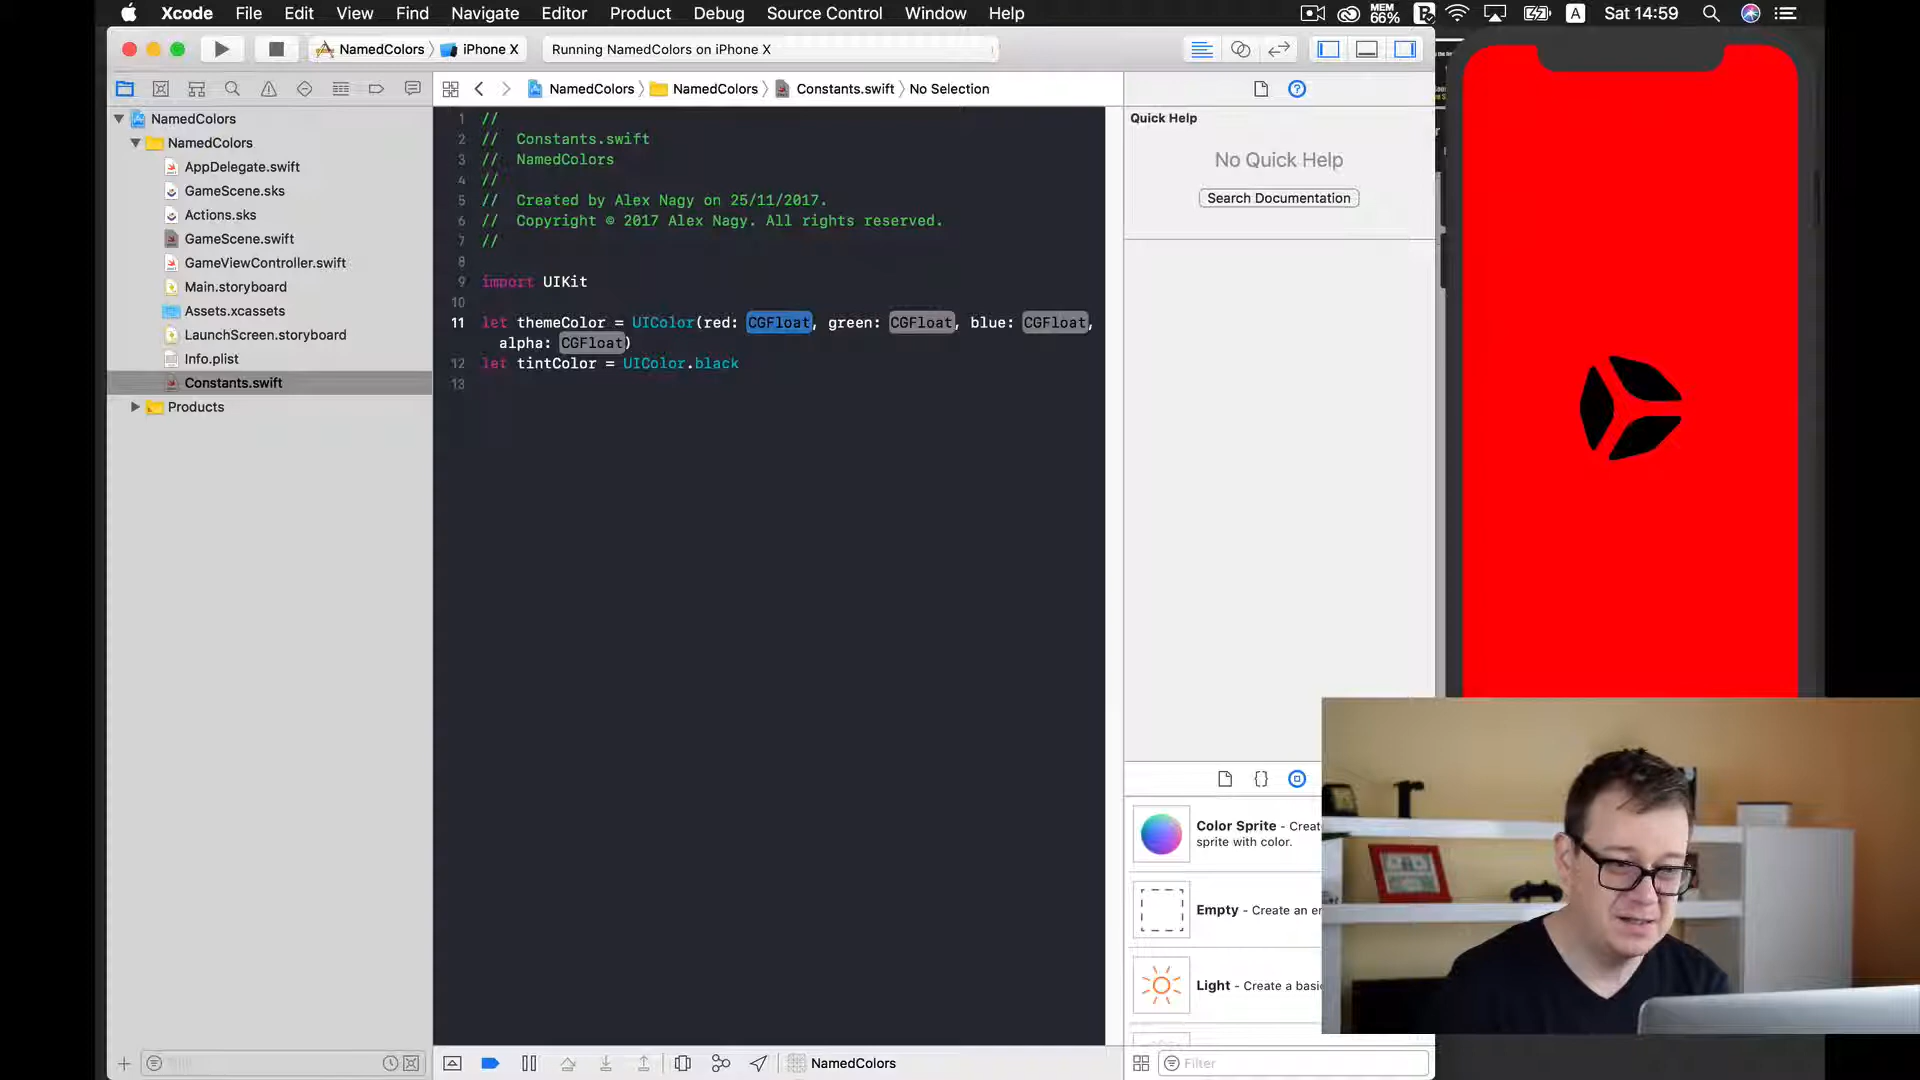 Xcode File Edit View Find Navigate Editor Product Debug Source Control Window Help MEM 66% A Sat 14:59
NamedColors iPhone X Running NamedColors on iPhone X
NamedColors NamedColors Constants.swift No Selection
NamedColors
NamedColors
AppDelegate.swift
GameScene.sks
Actions.sks
GameScene.swift
GameViewController.swift
Main.storyboard
Assets.xcassets
LaunchScreen.storyboard
Info.plist
Constants.swift
Products
1 //
2 // Constants.swift
3 // NamedColors
4 //
5 // Created by Alex Nagy on 25/11/2017.
6 // Copyright © 2017 Alex Nagy. All rights reserved.
7 //
8
9 import UIKit
10
11 let themeColor = UIColor(red: CGFloat, green: CGFloat, blue: CGFloat,
alpha: CGFloat)
12 let tintColor = UIColor.black
13
Quick Help
No Quick Help
Search Documentation
{}
Color Sprite - Creat
sprite with color.
Empty - Create an e
Light - Create a basi
NamedColors
Filter